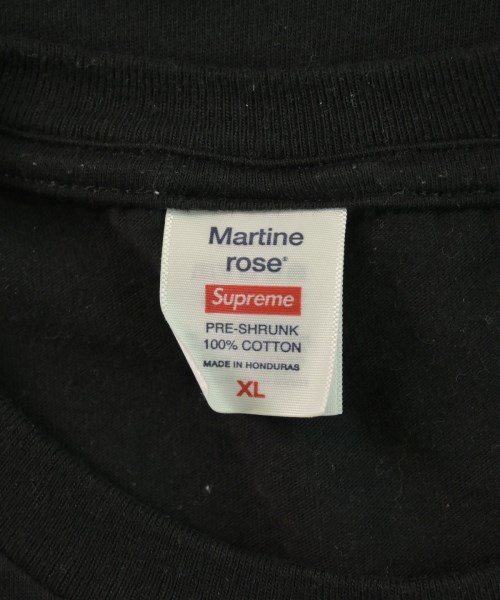 Martine
rose®
Supreme
PRE-SHRUNK
100% COTTON
MADE IN HONDURAS
XL